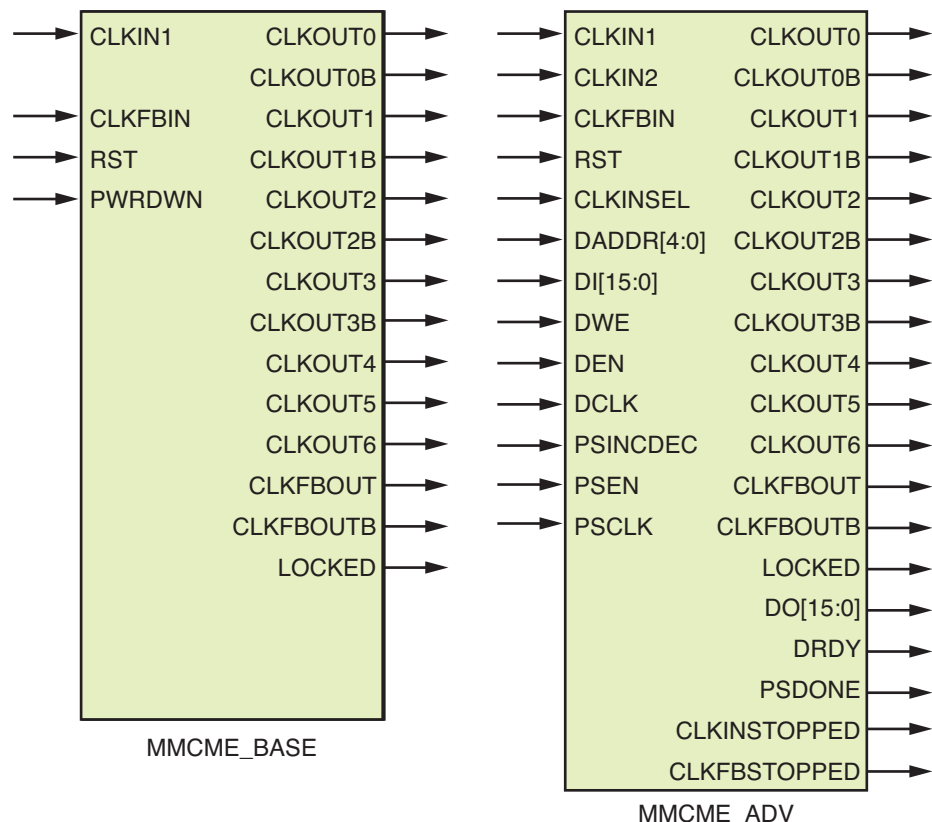 CLKIN1 CLKOUT0
CLKOUT0B
CLKFBIN CLKOUT1
RST CLKOUT1B
PWRDWN CLKOUT2
CLKOUT2B
CLKOUT3
CLKOUT3B
CLKOUT4
CLKOUT5
CLKOUT6
CLKFBOUT
CLKFBOUTB
LOCKED
MMCME_BASE
CLKIN1 CLKOUT0
CLKIN2 CLKOUT0B
CLKFBIN CLKOUT1
RST CLKOUT1B
CLKINSEL CLKOUT2
DADDR[4:0] CLKOUT2B
DI[15:0] CLKOUT3
DWE CLKOUT3B
DEN CLKOUT4
DCLK CLKOUT5
PSINCDEC CLKOUT6
PSEN CLKFBOUT
PSCLK CLKFBOUTB
LOCKED
DO[15:0]
DRDY
PSDONE
CLKINSTOPPED
CLKFBSTOPPED
MMCME_ADV